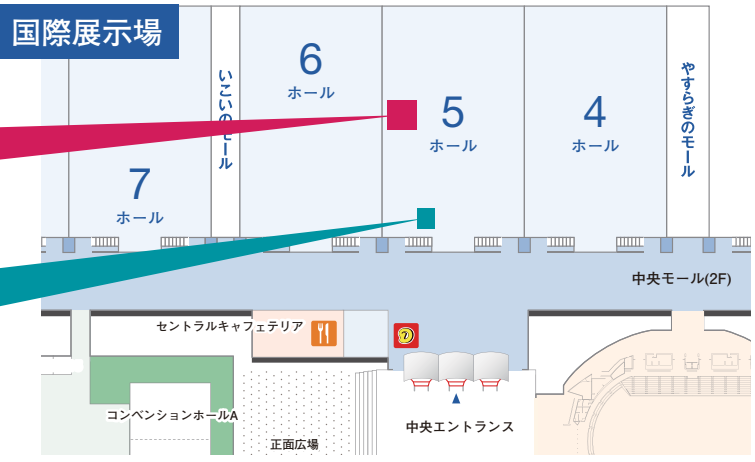 国際展示場
6
ホール
いこいのモール
やすらぎのモール
5
ホール
4
ホール
7
ホール
中央モール(2F)
セントラルキャフェテリア
コンベンションホールA
中央エントランス
正面広場